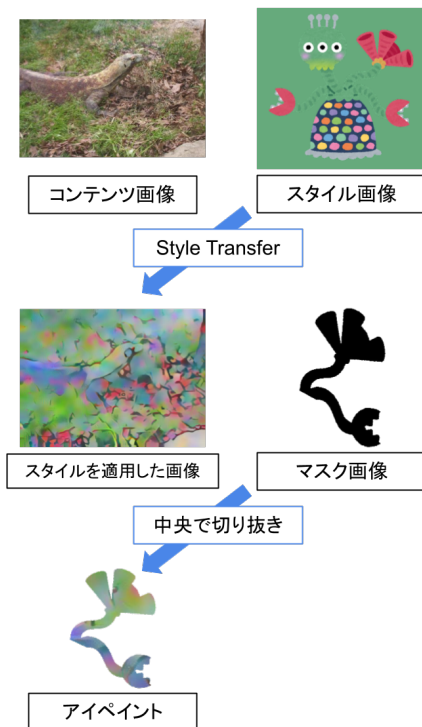 コンテンツ画像
スタイル画像
Style Transfer
スタイルを適用した画像
マスク画像
中央で切り抜き
アイペイント